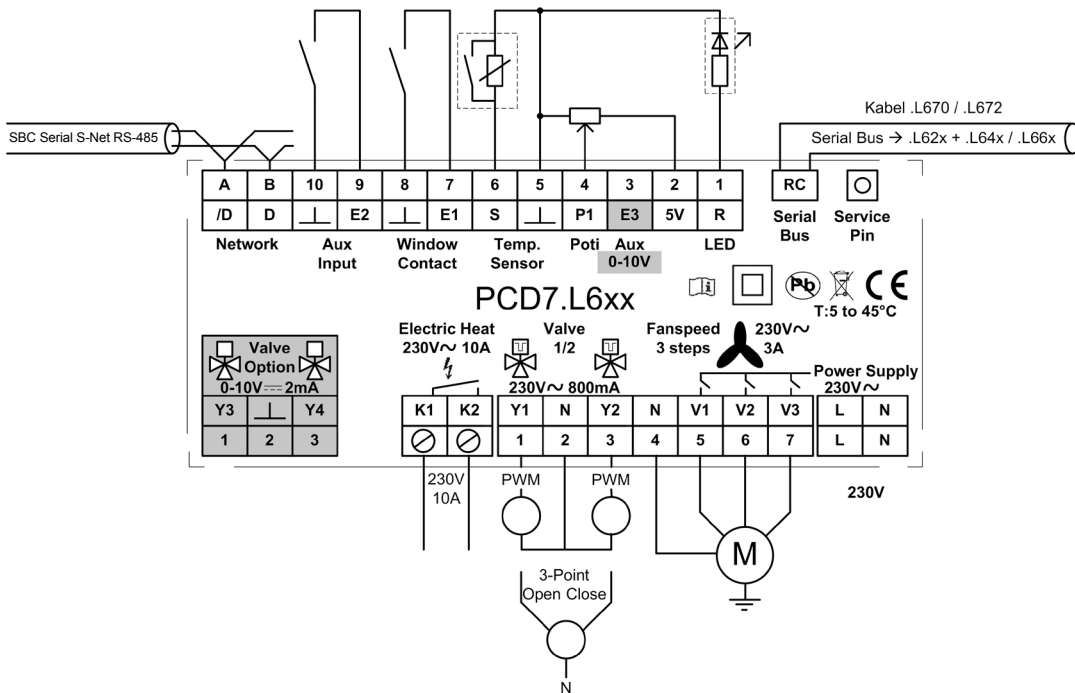 Kabel .L670 / .L672
SBC Serial S-Net RS-485
Serial Bus → .L62x + .L64x / .L66x
A B 10 9 8 7 6 5 4 3 2 1 RC
/D D ⊥ E2 ⊥ E1 S ⊥ P1 E3 5V R
Network
Aux
Input
Window
Contact
Temp.
Sensor
Poti
Aux
0-10V
LED
Serial
Bus
Service
Pin
PCD7.L6xx
i
Pb
CE
T:5 to 45°C
Electric Heat
230V~ 10A
Valve
1/2
230V~ 800mA
Fanspeed
3 steps
230V~
3A
Power Supply
230V~
Valve
Option
0-10V⎓2mA
Y3 ⊥ Y4
1 2 3
K1 K2 Y1 N Y2 N V1 V2 V3 L N
1 2 3 4 5 6 7 L N
230V
10A
PWM
PWM
230V
M
3-Point
Open Close
N